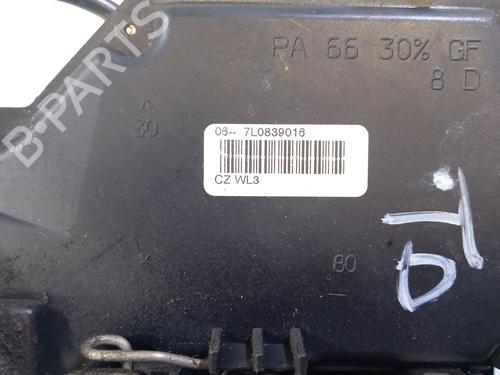 B-PARTS
PA 66 30% GF
8 D
30
06-- 7L0839016
CZ WL3
80